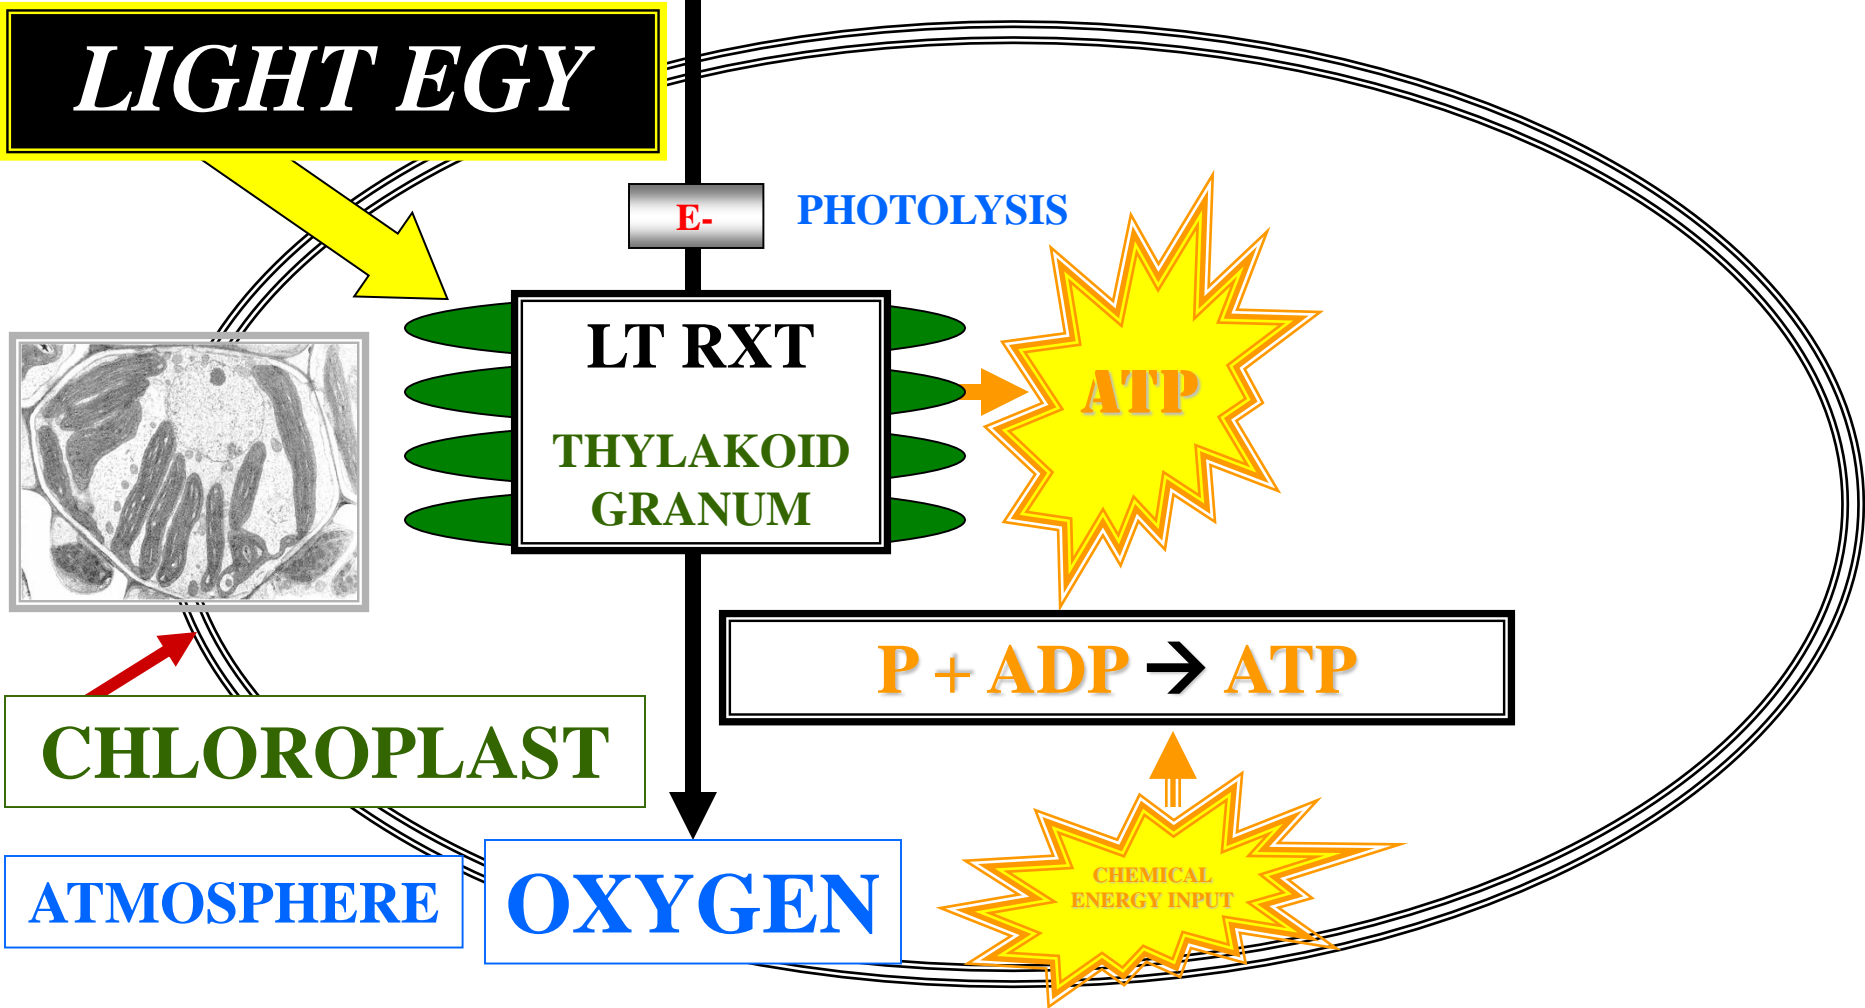 LIGHT EGY
E-
PHOTOLYSIS
LT RXT
THYLAKOID
GRANUM
ATP
P + ADP → ATP
CHLOROPLAST
ATMOSPHERE
OXYGEN
CHEMICAL
ENERGY INPUT